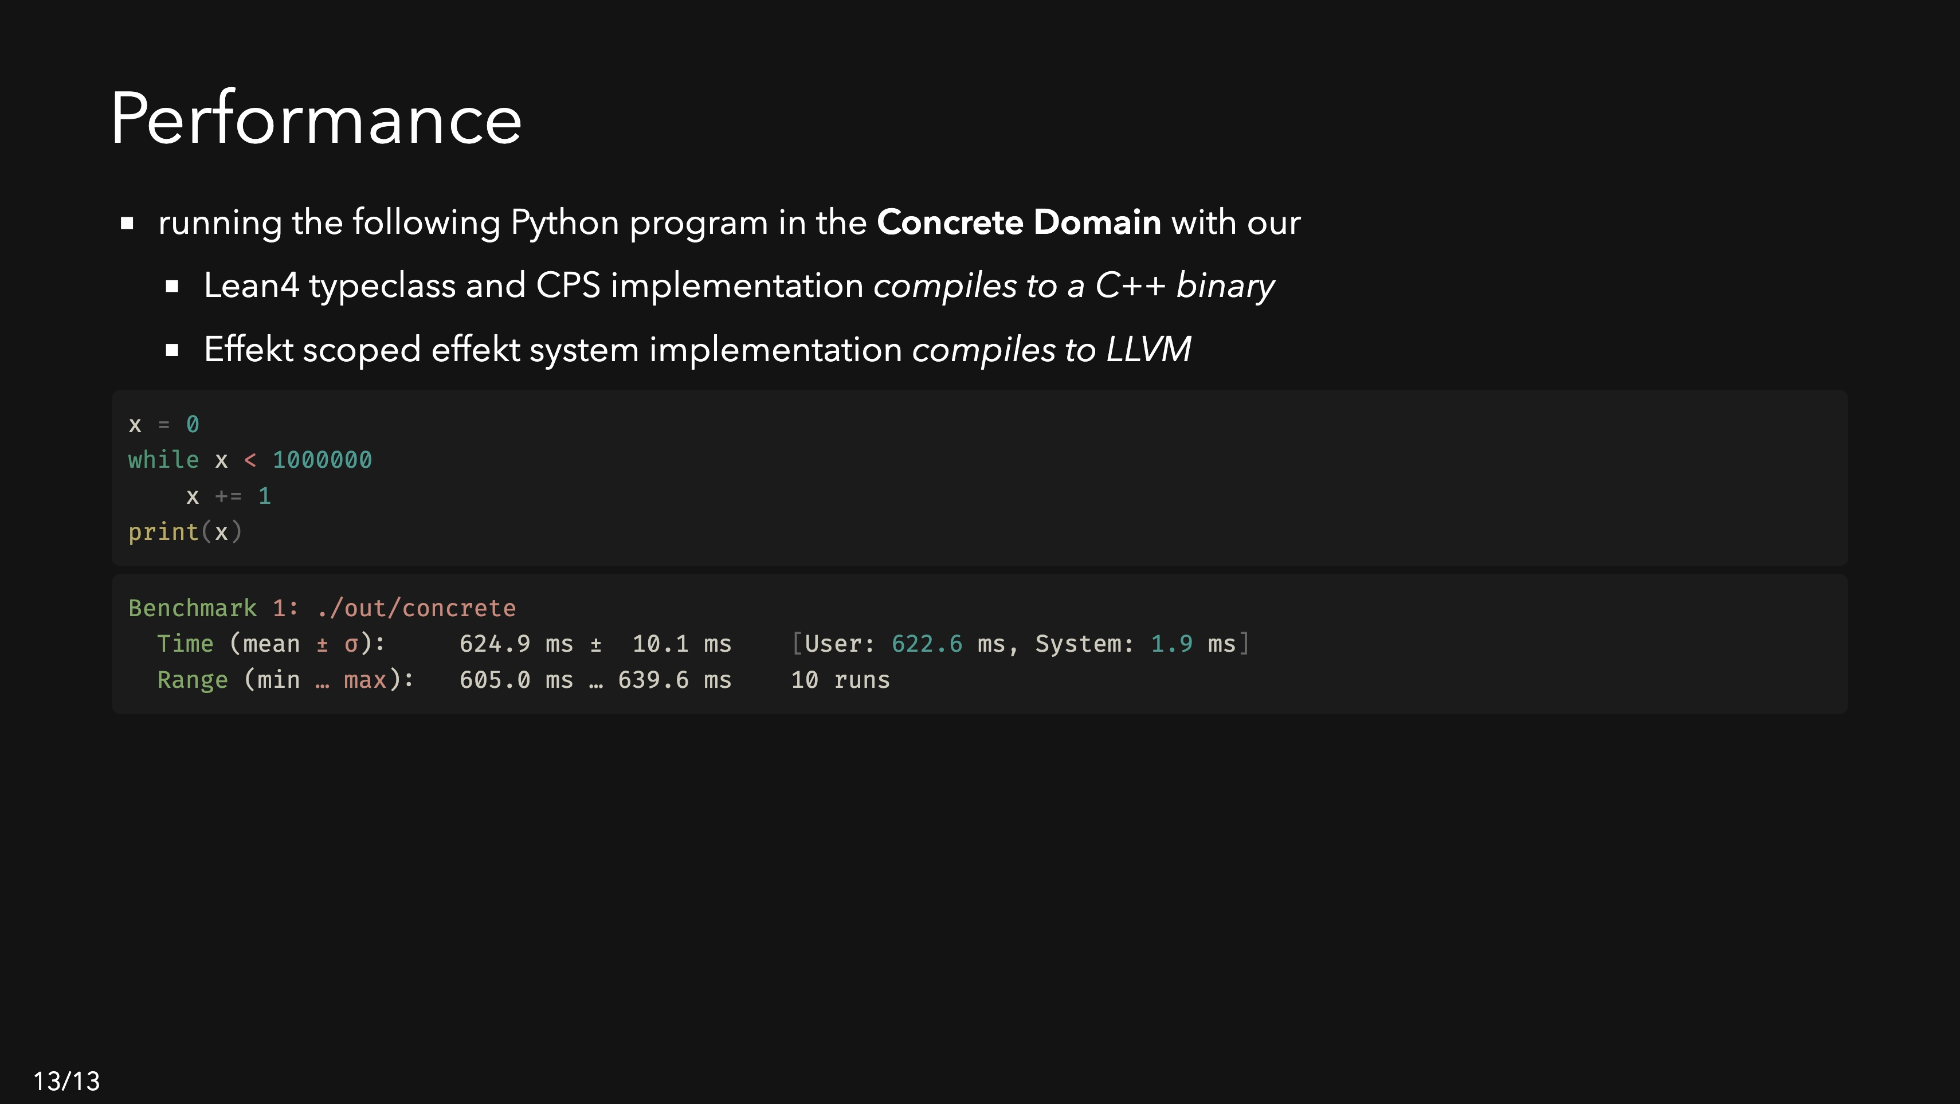 Performance
▪ running the following Python program in the Concrete Domain with our
▪ Lean4 typeclass and CPS implementation compiles to a C++ binary
▪ Effekt scoped effekt system implementation compiles to LLVM
x = 0
while x < 1000000
    x += 1
print(x)
Benchmark 1: ./out/concrete
  Time (mean ± σ):     624.9 ms ±  10.1 ms    [User: 622.6 ms, System: 1.9 ms]
  Range (min … max):   605.0 ms … 639.6 ms    10 runs
13/13